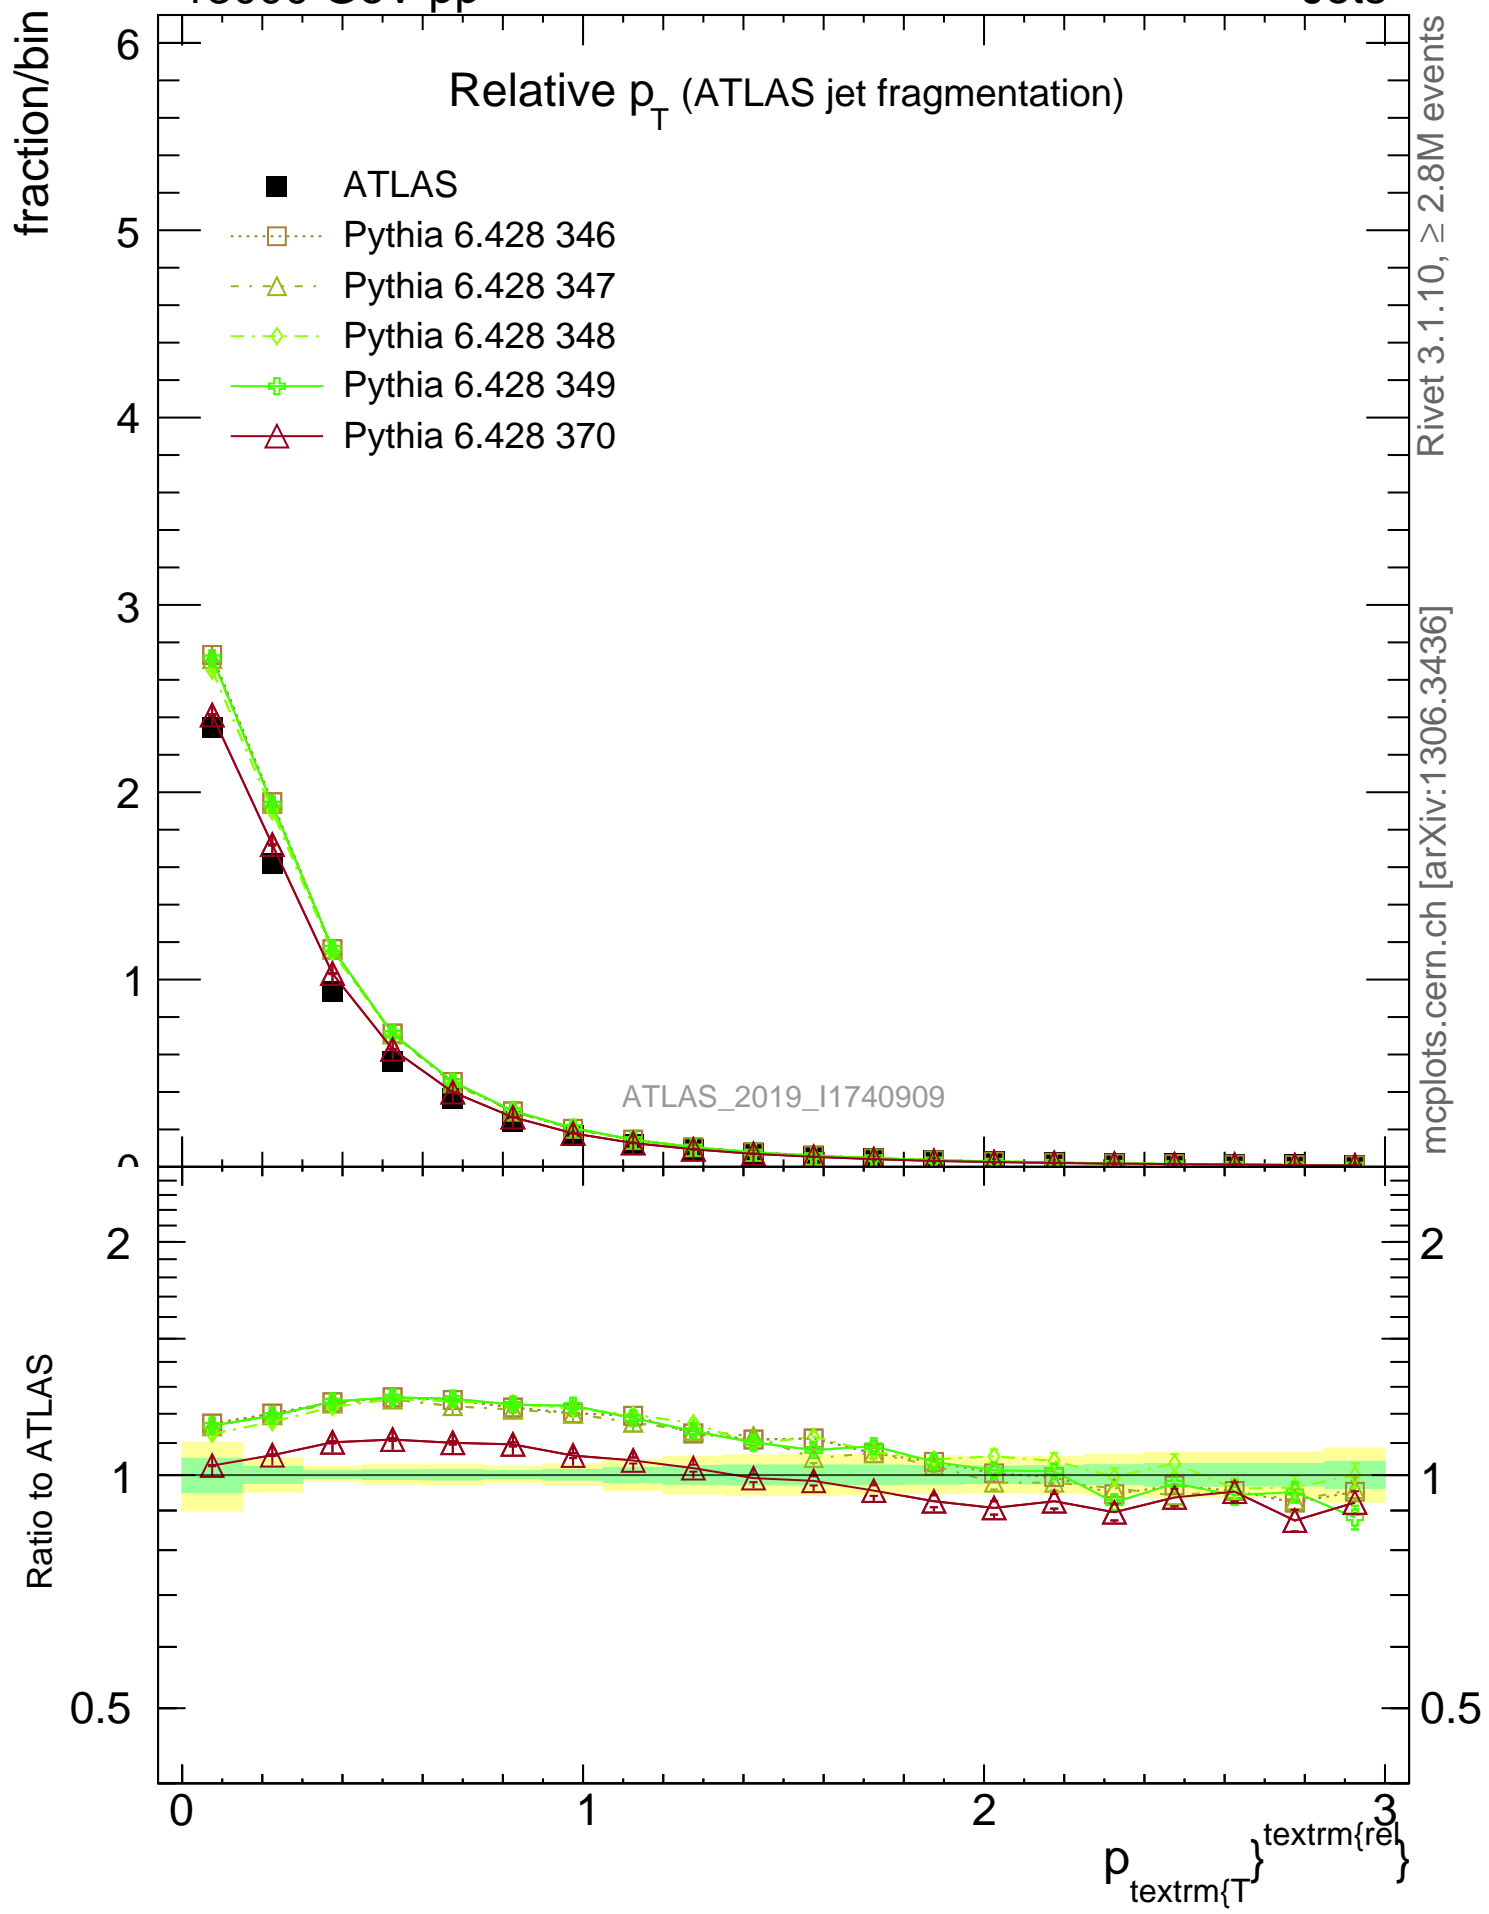 fraction/bin
Relative p_T (ATLAS jet fragmentation)
ATLAS
Pythia 6.428 346
Pythia 6.428 347
Pythia 6.428 348
Pythia 6.428 349
Pythia 6.428 370
6
5
4
3
2
1
0
ATLAS_2019_I1740909
Rivet 3.1.10, ≥ 2.8M events
mcplots.cern.ch [arXiv:1306.3436]
Ratio to ATLAS
2
1
0.5
2
1
0.5
0 1 2 3
p_textrm{T}^textrm{rel}